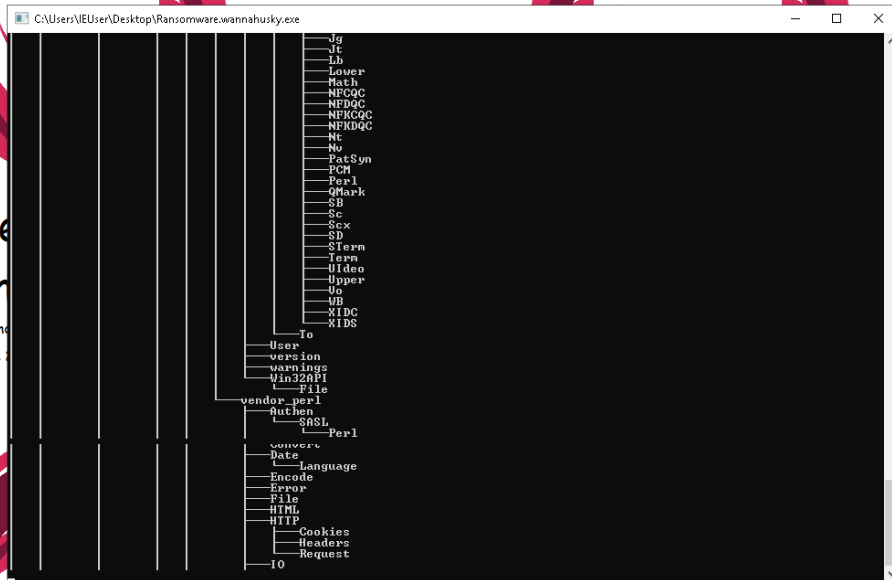 C:\Users\IEUser\Desktop\Ransomware.wannahusky.exe
Jg
Jt
Lb
Lower
Math
NFCQC
NFDQC
NFKCQC
NFKDQC
Nt
Nv
PatSyn
PCM
Perl
QMark
SB
Sc
Scx
SD
STerm
Term
UIdeo
Upper
Vo
WB
XIDC
XIDS
To
User
version
warnings
Win32API
File
vendor_perl
Authen
SASL
Perl
Convert
Date
Language
Encode
Error
File
HTML
HTTP
Cookies
Headers
Request
IO